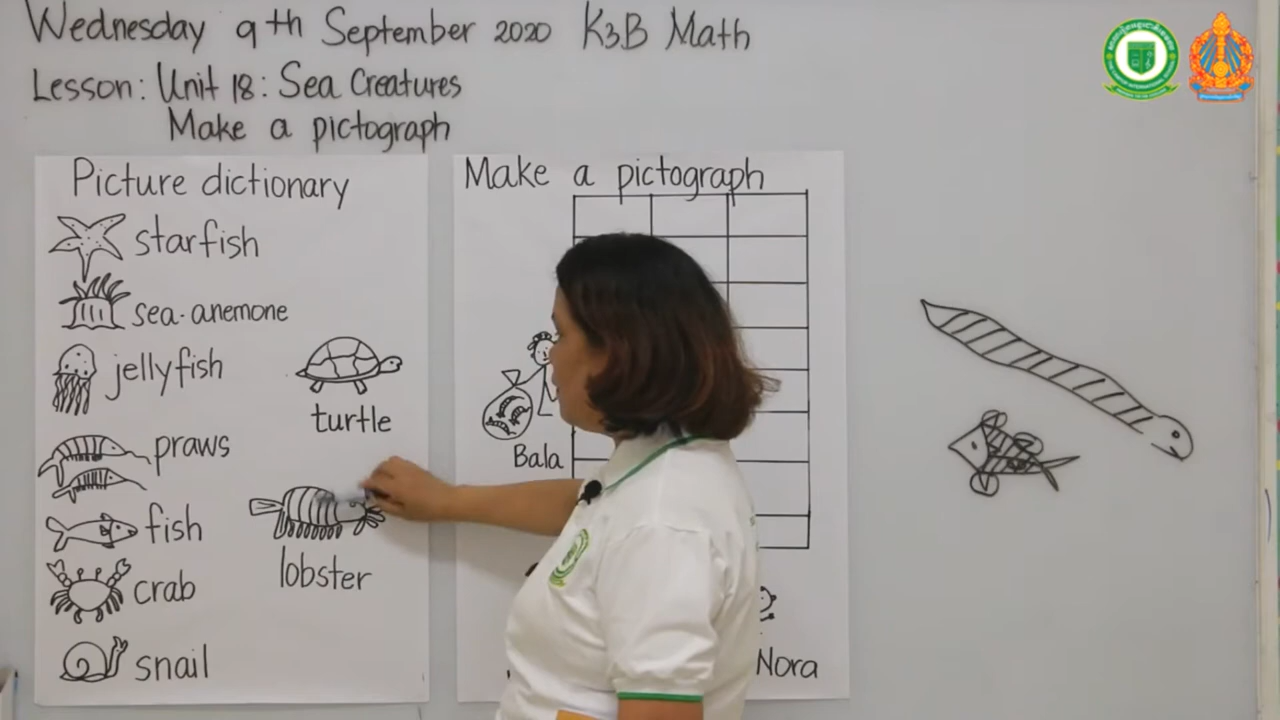 Wednesday 9th September 2020 K3B Math
Lesson: Unit 18: Sea Creatures
Make a pictograph
Picture dictionary
starfish
sea-anemone
jellyfish
turtle
praws
fish
lobster
crab
snail
Make a pictograph
Bala
Nora